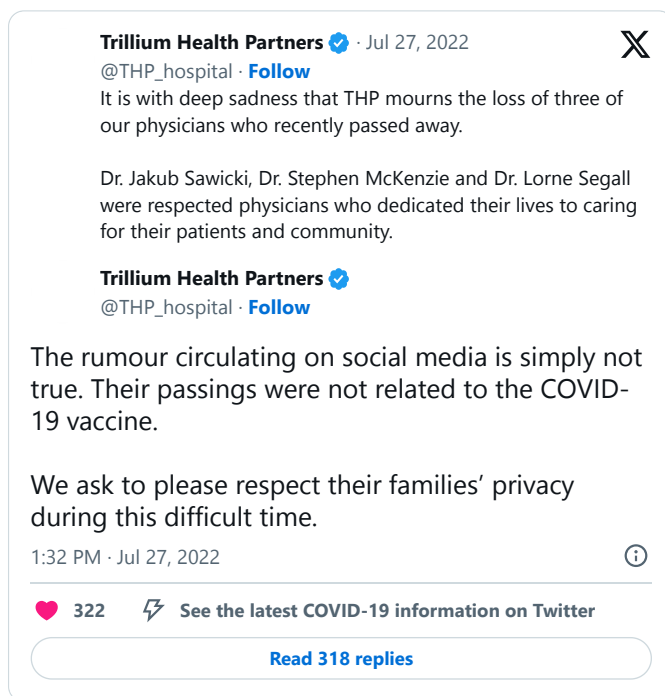 Trillium Health Partners · Jul 27, 2022
@THP_hospital · Follow
It is with deep sadness that THP mourns the loss of three of
our physicians who recently passed away.
Dr. Jakub Sawicki, Dr. Stephen McKenzie and Dr. Lorne Segall
were respected physicians who dedicated their lives to caring
for their patients and community.
Trillium Health Partners
@THP_hospital · Follow
The rumour circulating on social media is simply not
true. Their passings were not related to the COVID-
19 vaccine.
We ask to please respect their families’ privacy
during this difficult time.
1:32 PM · Jul 27, 2022
322 See the latest COVID-19 information on Twitter
Read 318 replies